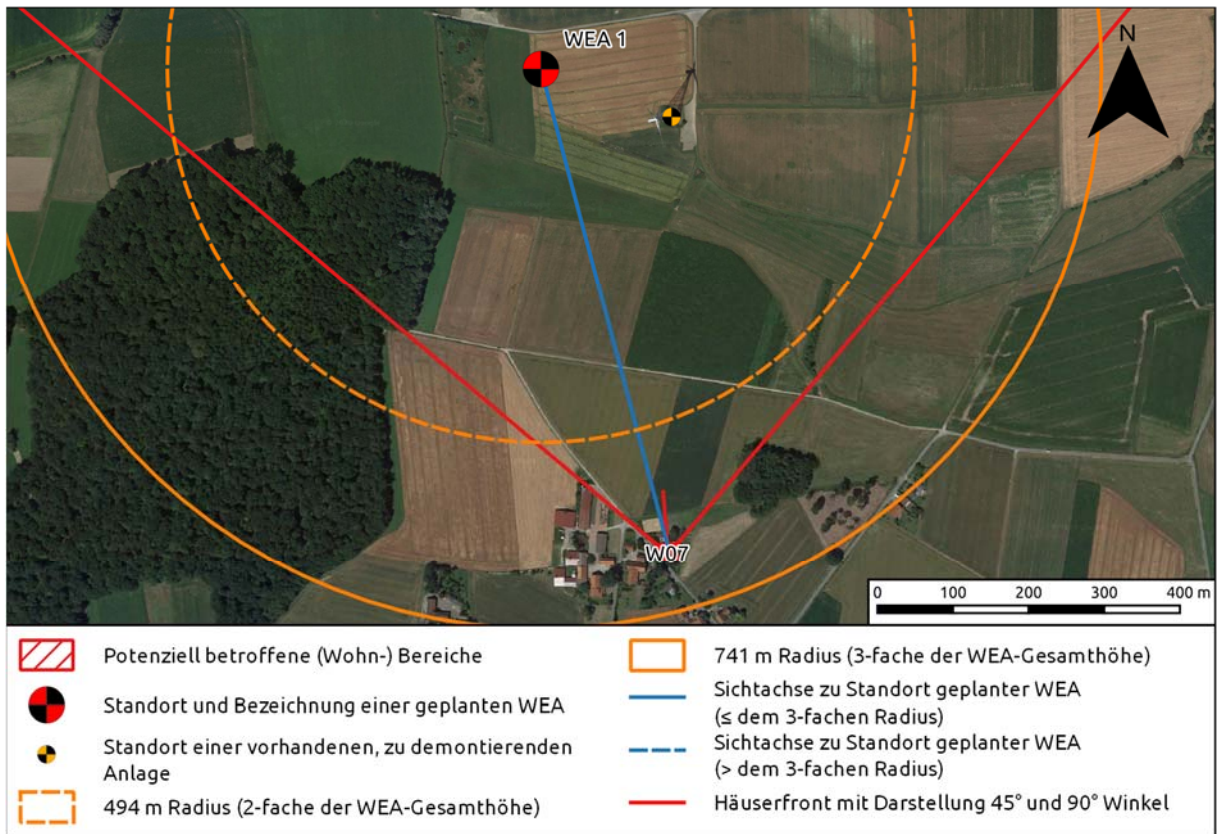 WEA 1
N
W07
0 100 200 300 400 m
Potenziell betroffene (Wohn-) Bereiche
Standort und Bezeichnung einer geplanten WEA
Standort einer vorhandenen, zu demontierenden
Anlage
494 m Radius (2-fache der WEA-Gesamthöhe)
741 m Radius (3-fache der WEA-Gesamthöhe)
Sichtachse zu Standort geplanter WEA
(≤ dem 3-fachen Radius)
Sichtachse zu Standort geplanter WEA
(> dem 3-fachen Radius)
Häuserfront mit Darstellung 45° und 90° Winkel